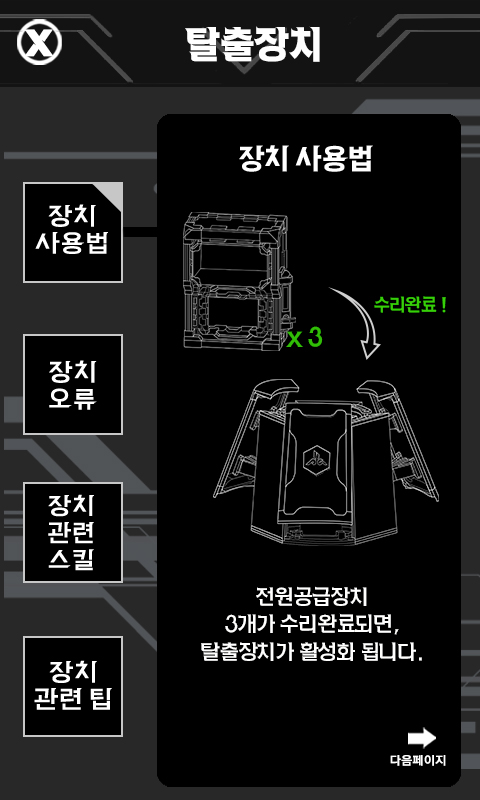 X
탈출장치
장치 사용법
장치
사용법
수리완료 !
x 3
장치
오류
장치
관련
스킬
전원공급장치
3개가 수리완료되면,
탈출장치가 활성화 됩니다.
장치
관련 팁
다음페이지